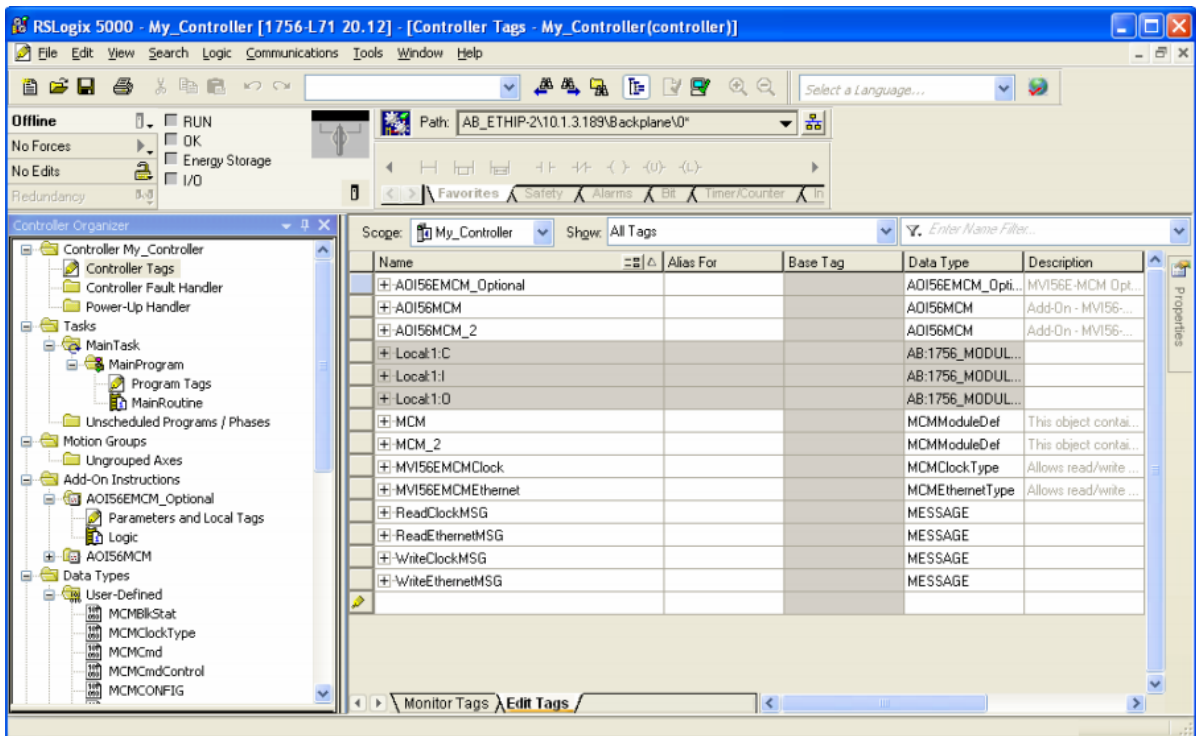 RSLogix 5000 - My_Controller [1756-L71 20.12] - [Controller Tags - My_Controller(controller)]
File Edit View Search Logic Communications Tools Window Help
Select a Language...
Offline
RUN
No Forces
OK
No Edits
Energy Storage
I/O
Redundancy
Path: AB_ETHIP-2\10.1.3.189\Backplane\0*
Favorites Safety Alarms Bit Timer/Counter In
Controller Organizer
Controller My_Controller
Controller Tags
Controller Fault Handler
Power-Up Handler
Tasks
MainTask
MainProgram
Program Tags
MainRoutine
Unscheduled Programs / Phases
Motion Groups
Ungrouped Axes
Add-On Instructions
AOI56EMCM_Optional
Parameters and Local Tags
Logic
AOI56MCM
Data Types
User-Defined
MCMBlkStat
MCMClockType
MCMCmd
MCMCmdControl
MCMCONFIG
Scope: My_Controller Show: All Tags Enter Name Filter...
Name Alias For Base Tag Data Type Description
AOI56EMCM_Optional AOI56EMCM_Opti... MVI56E-MCM Opt...
AOI56MCM AOI56MCM Add-On - MVI56-...
AOI56MCM_2 AOI56MCM Add-On - MVI56-...
Local:1:C AB:1756_MODUL...
Local:1:I AB:1756_MODUL...
Local:1:O AB:1756_MODUL...
MCM MCMModuleDef This object contai...
MCM_2 MCMModuleDef This object contai...
MVI56EMCMClock MCMClockType Allows read/write ...
MVI56EMCMEthernet MCMEthernetType Allows read/write ...
ReadClockMSG MESSAGE
ReadEthernetMSG MESSAGE
WriteClockMSG MESSAGE
WriteEthernetMSG MESSAGE
Properties
Monitor Tags Edit Tags